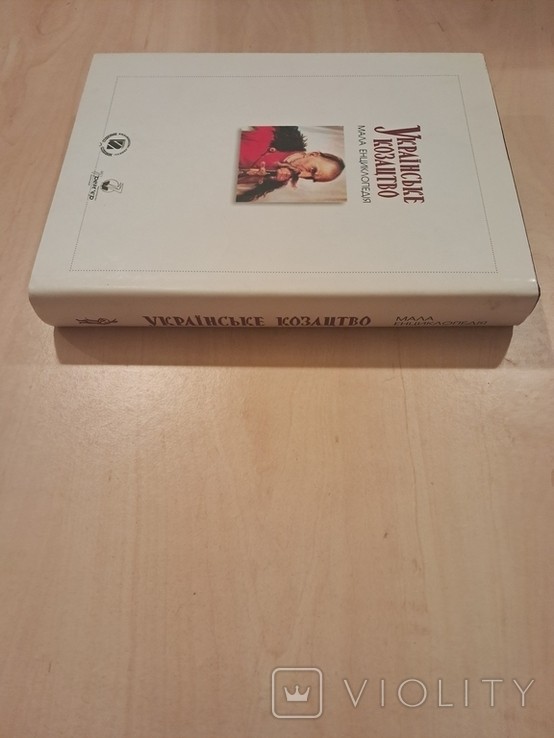 УКРАЇНСЬКЕ
КОЗАЦТВО
МАЛА ЕНЦИКЛОПЕДІЯ
УКРАЇНСЬКЕ КОЗАЦТВО
МАЛА
ЕНЦИКЛОПЕДІЯ
VIOLITY